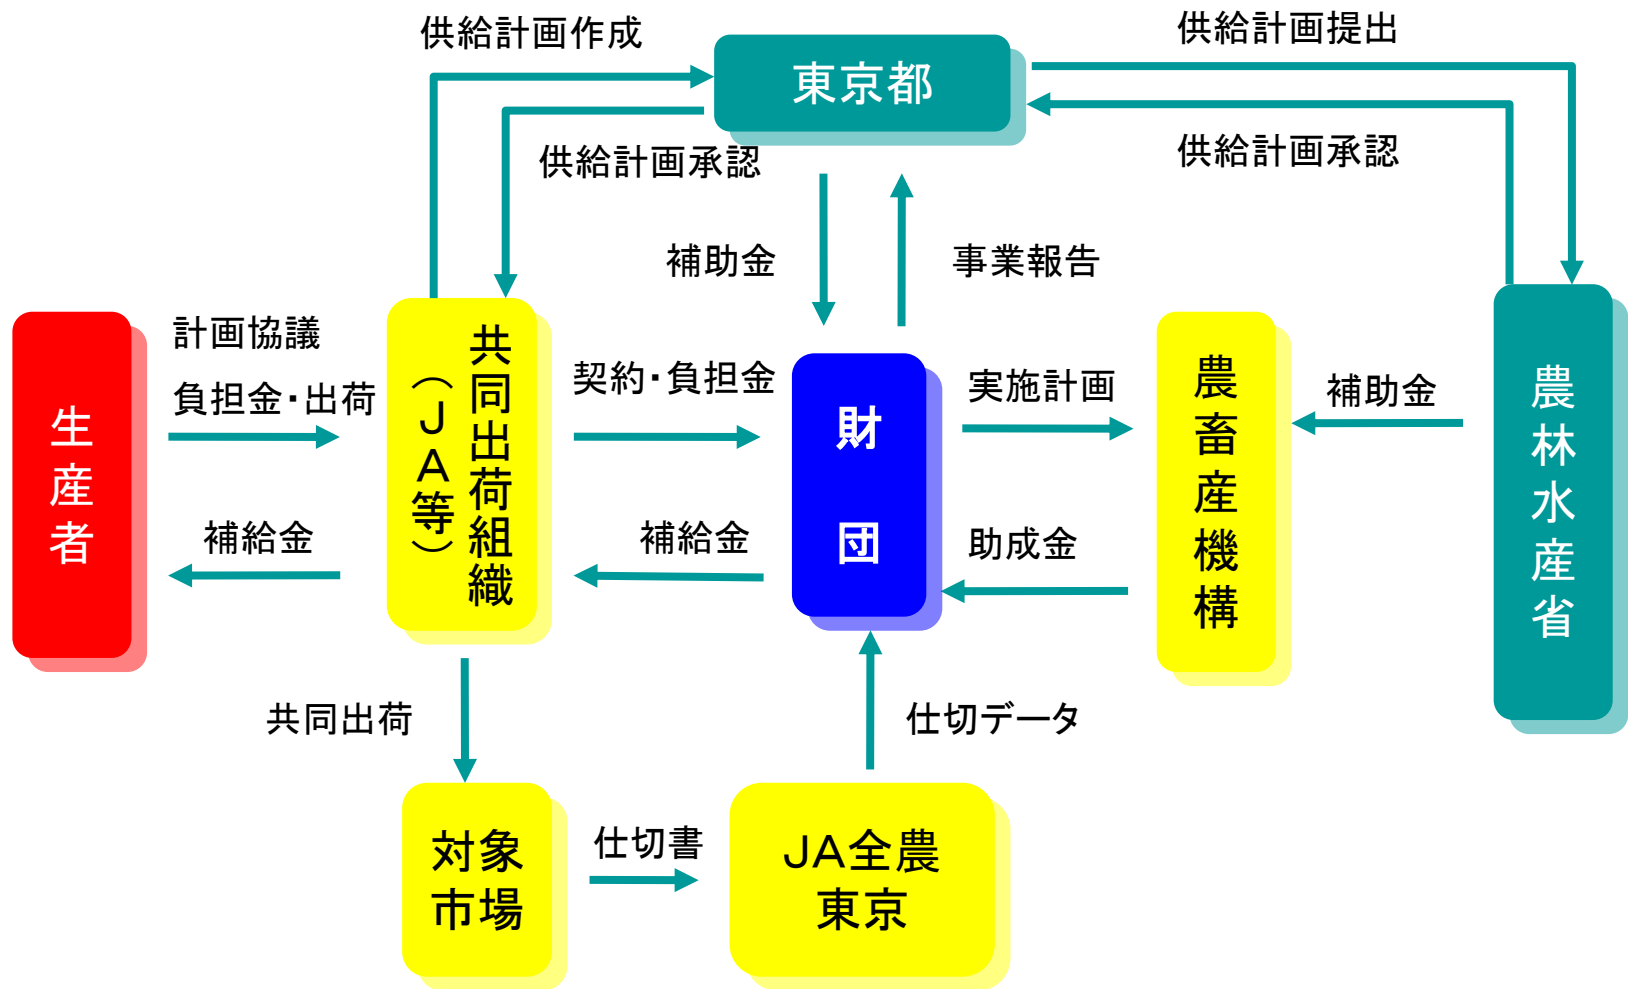 供給計画作成
東京都
供給計画提出
供給計画承認
供給計画承認
補助金
事業報告
生産者
計画協議
負担金・出荷
補給金
共同出荷組織
（ＪＡ等）
契約・負担金
補給金
財団
実施計画
助成金
農畜産機構
補助金
農林水産省
共同出荷
仕切データ
対象
市場
仕切書
ＪＡ全農
東京